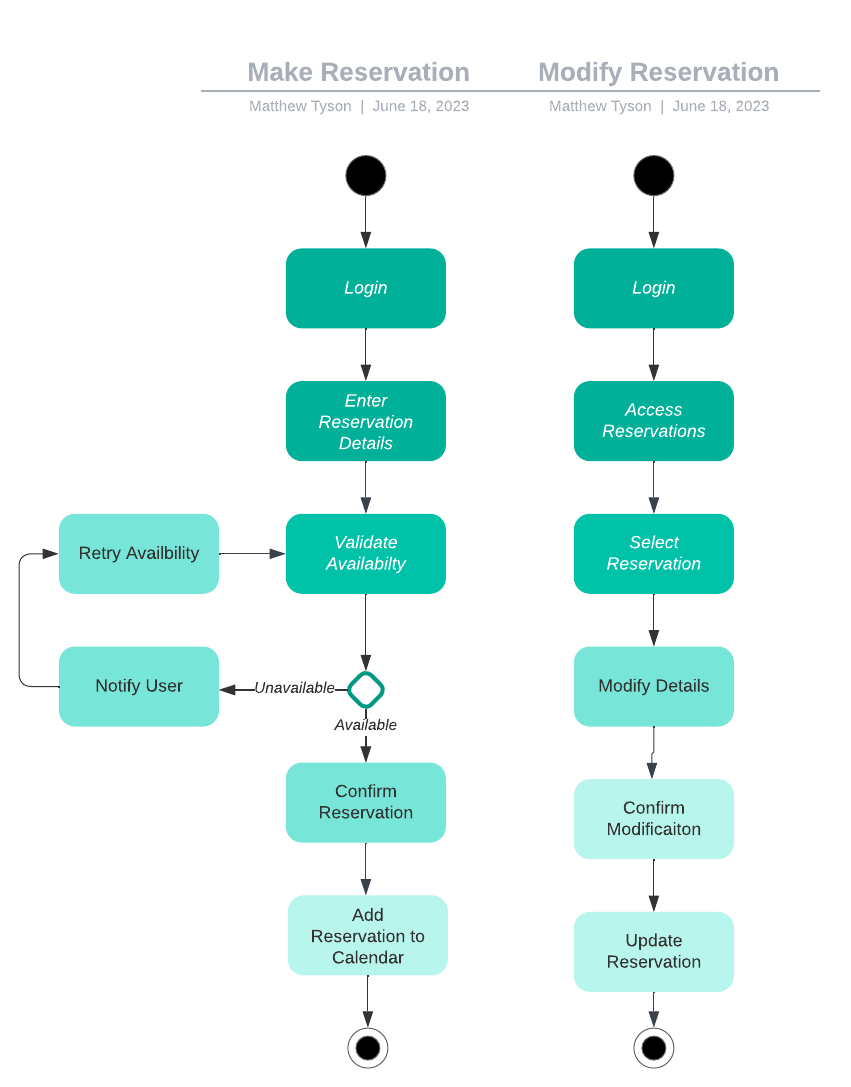 Make Reservation
Matthew Tyson | June 18, 2023
Modify Reservation
Matthew Tyson | June 18, 2023
Login
Enter
Reservation
Details
Retry Availbility
Validate
Availabilty
Notify User
Unavailable
Available
Confirm
Reservation
Add
Reservation to
Calendar
Login
Access
Reservations
Select
Reservation
Modify Details
Confirm
Modificaiton
Update
Reservation